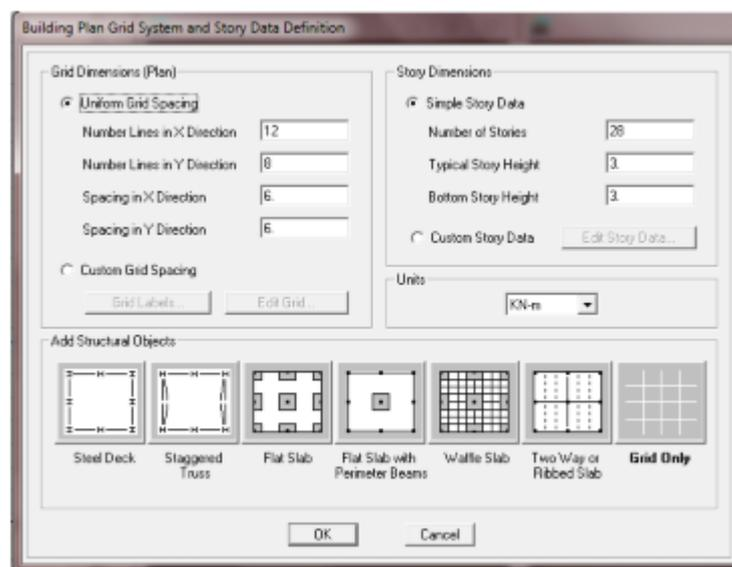 Building Plan Grid System and Story Data Definition
Grid Dimensions (Plan)
Uniform Grid Spacing
Number Lines in X Direction 12
Number Lines in Y Direction 8
Spacing in X Direction 6.
Spacing in Y Direction 6.
Custom Grid Spacing
Grid Labels... Edit Grid...
Story Dimensions
Simple Story Data
Number of Stories 28
Typical Story Height 3.
Bottom Story Height 3.
Custom Story Data Edit Story Data...
Units
KN-m
Add Structural Objects
Steel Deck
Staggered
Truss
Flat Slab
Flat Slab with
Perimeter Beams
Waffle Slab
Two Way or
Ribbed Slab
Grid Only
OK Cancel